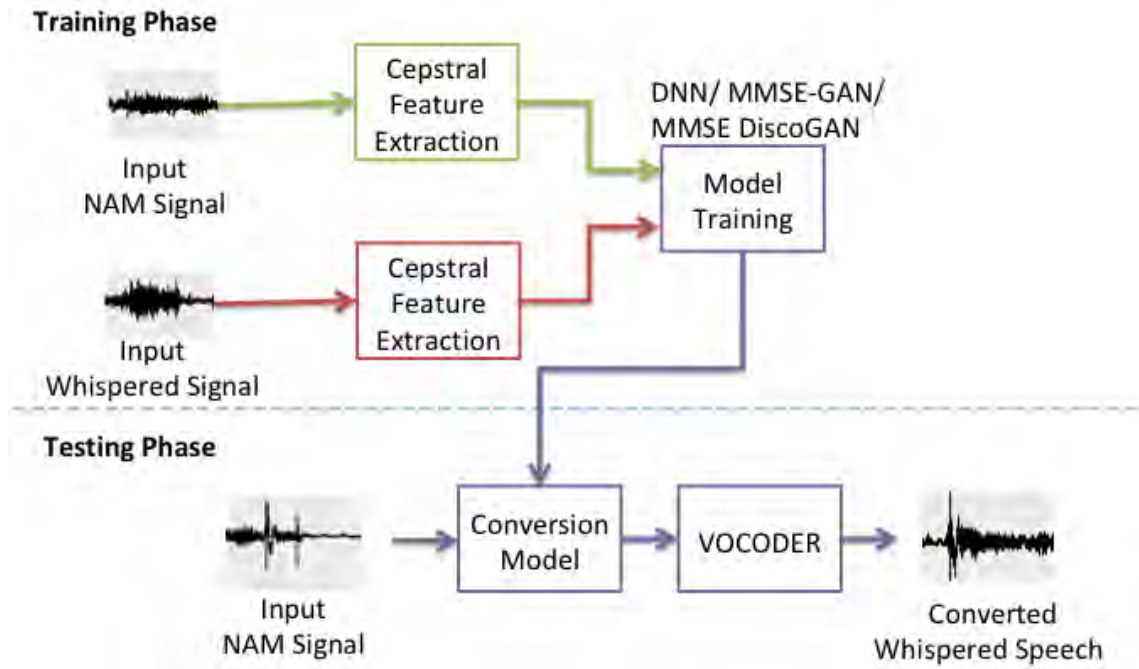 Training Phase
Cepstral
Feature
Extraction
DNN/ MMSE-GAN/
MMSE DiscoGAN
Input
NAM Signal
Model
Training
Cepstral
Feature
Extraction
Input
Whispered Signal
Testing Phase
Conversion
Model
VOCODER
Input
NAM Signal
Converted
Whispered Speech